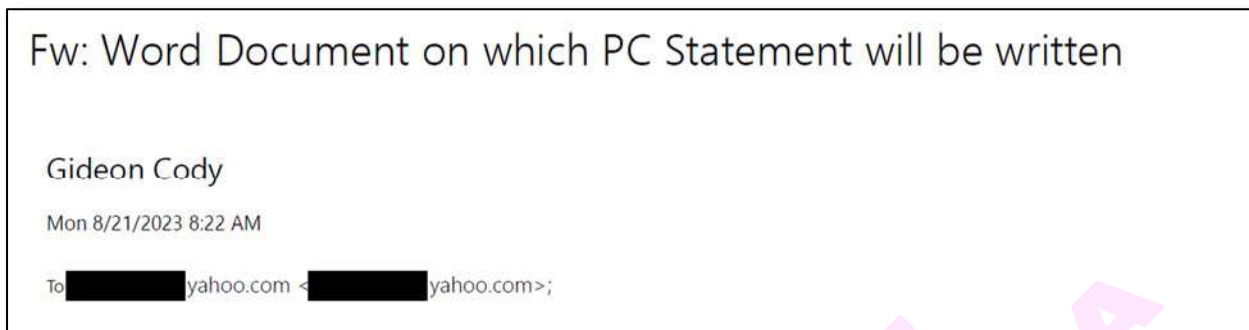 Fw: Word Document on which PC Statement will be written
Gideon Cody
Mon 8/21/2023 8:22 AM
To yahoo.com < yahoo.com>;